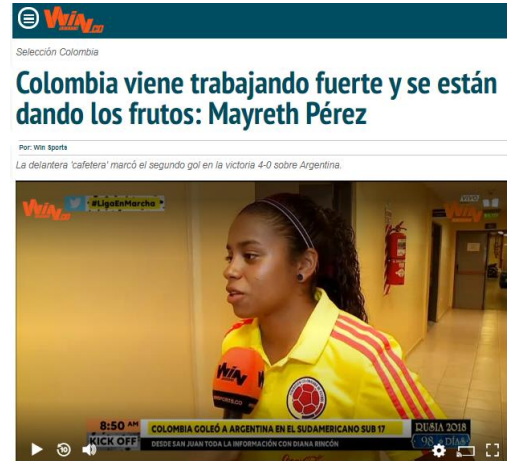 WIN.co
Selección Colombia
Colombia viene trabajando fuerte y se están
dando los frutos: Mayreth Pérez
Por: Win Sports
La delantera 'cafetera' marcó el segundo gol en la victoria 4-0 sobre Argentina.
WIN.co #LigaEnMarcha
WIN
8:50 AM COLOMBIA GOLEÓ A ARGENTINA EN EL SUDAMERICANO SUB 17 RUSIA 2018
KICK OFF DESDE SAN JUAN TODA LA INFORMACIÓN CON DIANA RINCÓN 98 DÍAS
10